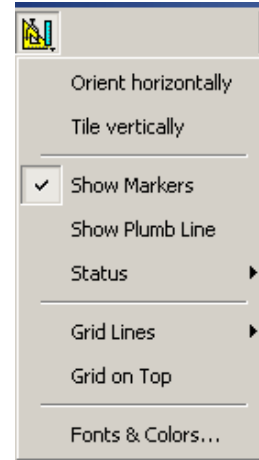 Orient horizontally
Tile vertically
Show Markers
Show Plumb Line
Status
Grid Lines
Grid on Top
Fonts & Colors...